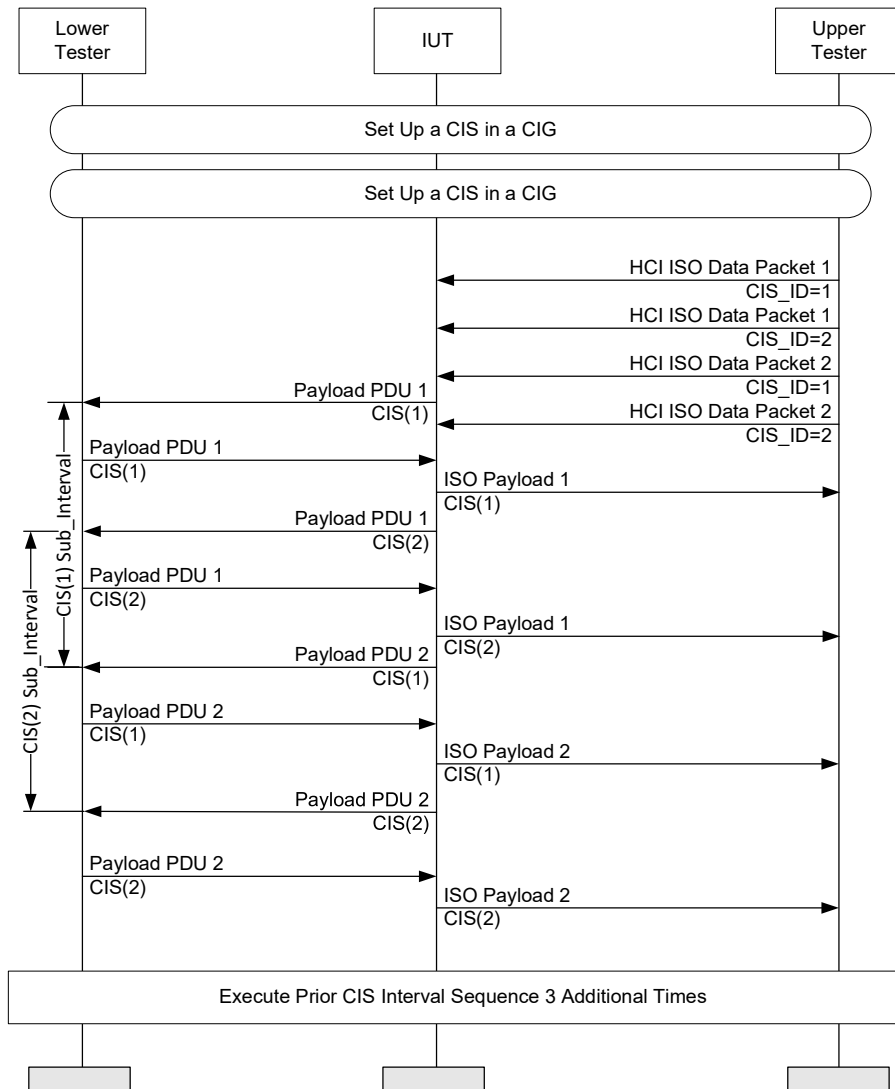 Lower
Tester
IUT
Upper
Tester
Set Up a CIS in a CIG
Set Up a CIS in a CIG
HCI ISO Data Packet 1
CIS_ID=1
HCI ISO Data Packet 1
CIS_ID=2
HCI ISO Data Packet 2
CIS_ID=1
Payload PDU 1
CIS(1)
HCI ISO Data Packet 2
CIS_ID=2
Payload PDU 1
CIS(1)
ISO Payload 1
CIS(1)
Payload PDU 1
CIS(2)
Payload PDU 1
CIS(2)
ISO Payload 1
CIS(2)
CIS(1) Sub_Interval
CIS(2) Sub_Interval
Payload PDU 2
CIS(1)
Payload PDU 2
CIS(1)
ISO Payload 2
CIS(1)
Payload PDU 2
CIS(2)
Payload PDU 2
CIS(2)
ISO Payload 2
CIS(2)
Execute Prior CIS Interval Sequence 3 Additional Times